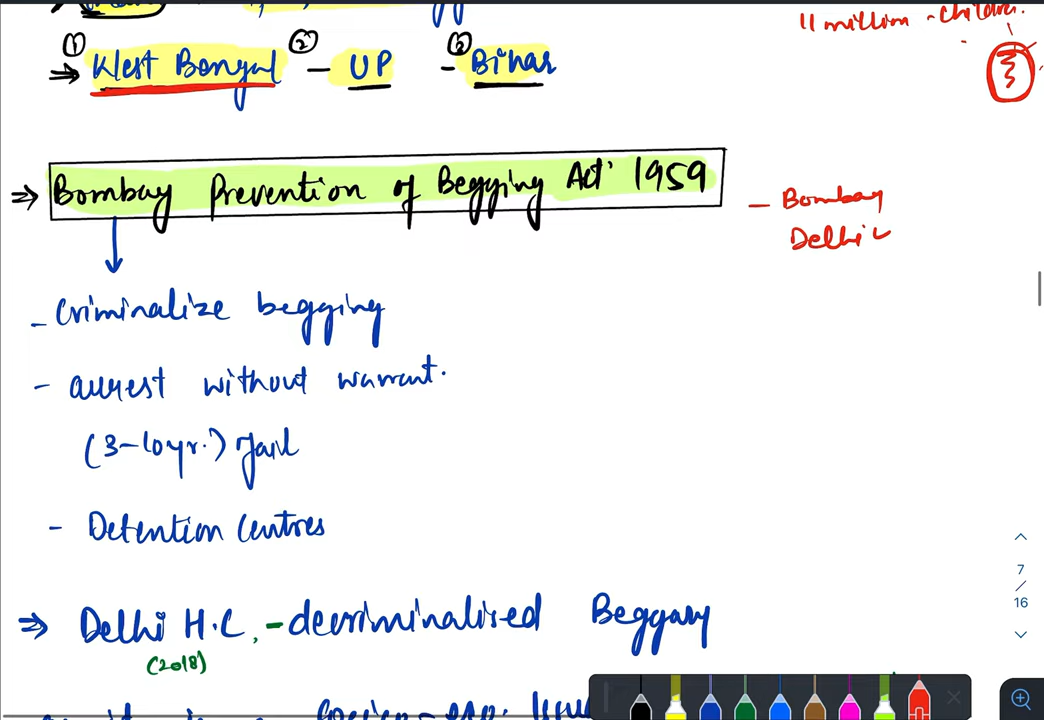 11 million - Children.
① ② ③
⇒ West Bengal - UP - Bihar
3
⇒ Bombay Prevention of Begging Act' 1959
- Bombay
Delhi
- Criminalize begging
- arrest without warrant.
(3-10yr.) Jail
- Detention Centres
⇒ Delhi H.C. - decriminalised Beggary
(2018)
7
/
16